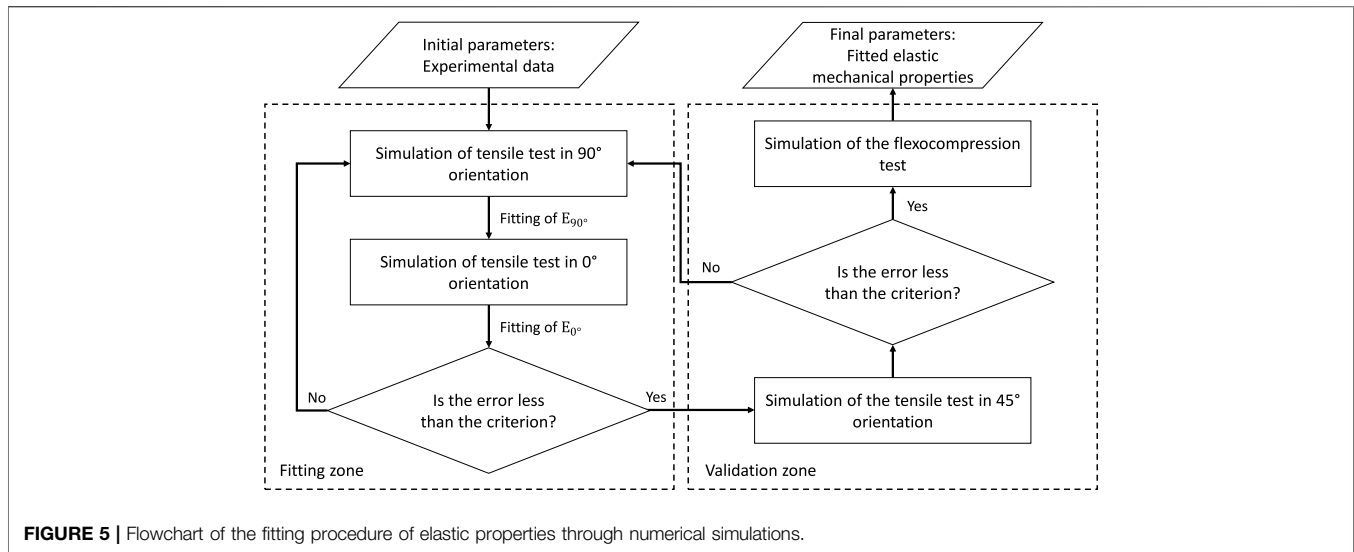 Initial parameters:
Experimental data
Simulation of tensile test in 90°
orientation
Fitting of E90°
Simulation of tensile test in 0°
orientation
Fitting of E0°
Is the error less
than the criterion?
No
Yes
Fitting zone
Final parameters:
Fitted elastic
mechanical properties
Simulation of the flexocompression
test
Yes
Is the error less
than the criterion?
No
Simulation of the tensile test in 45°
orientation
Validation zone
FIGURE 5 | Flowchart of the fitting procedure of elastic properties through numerical simulations.